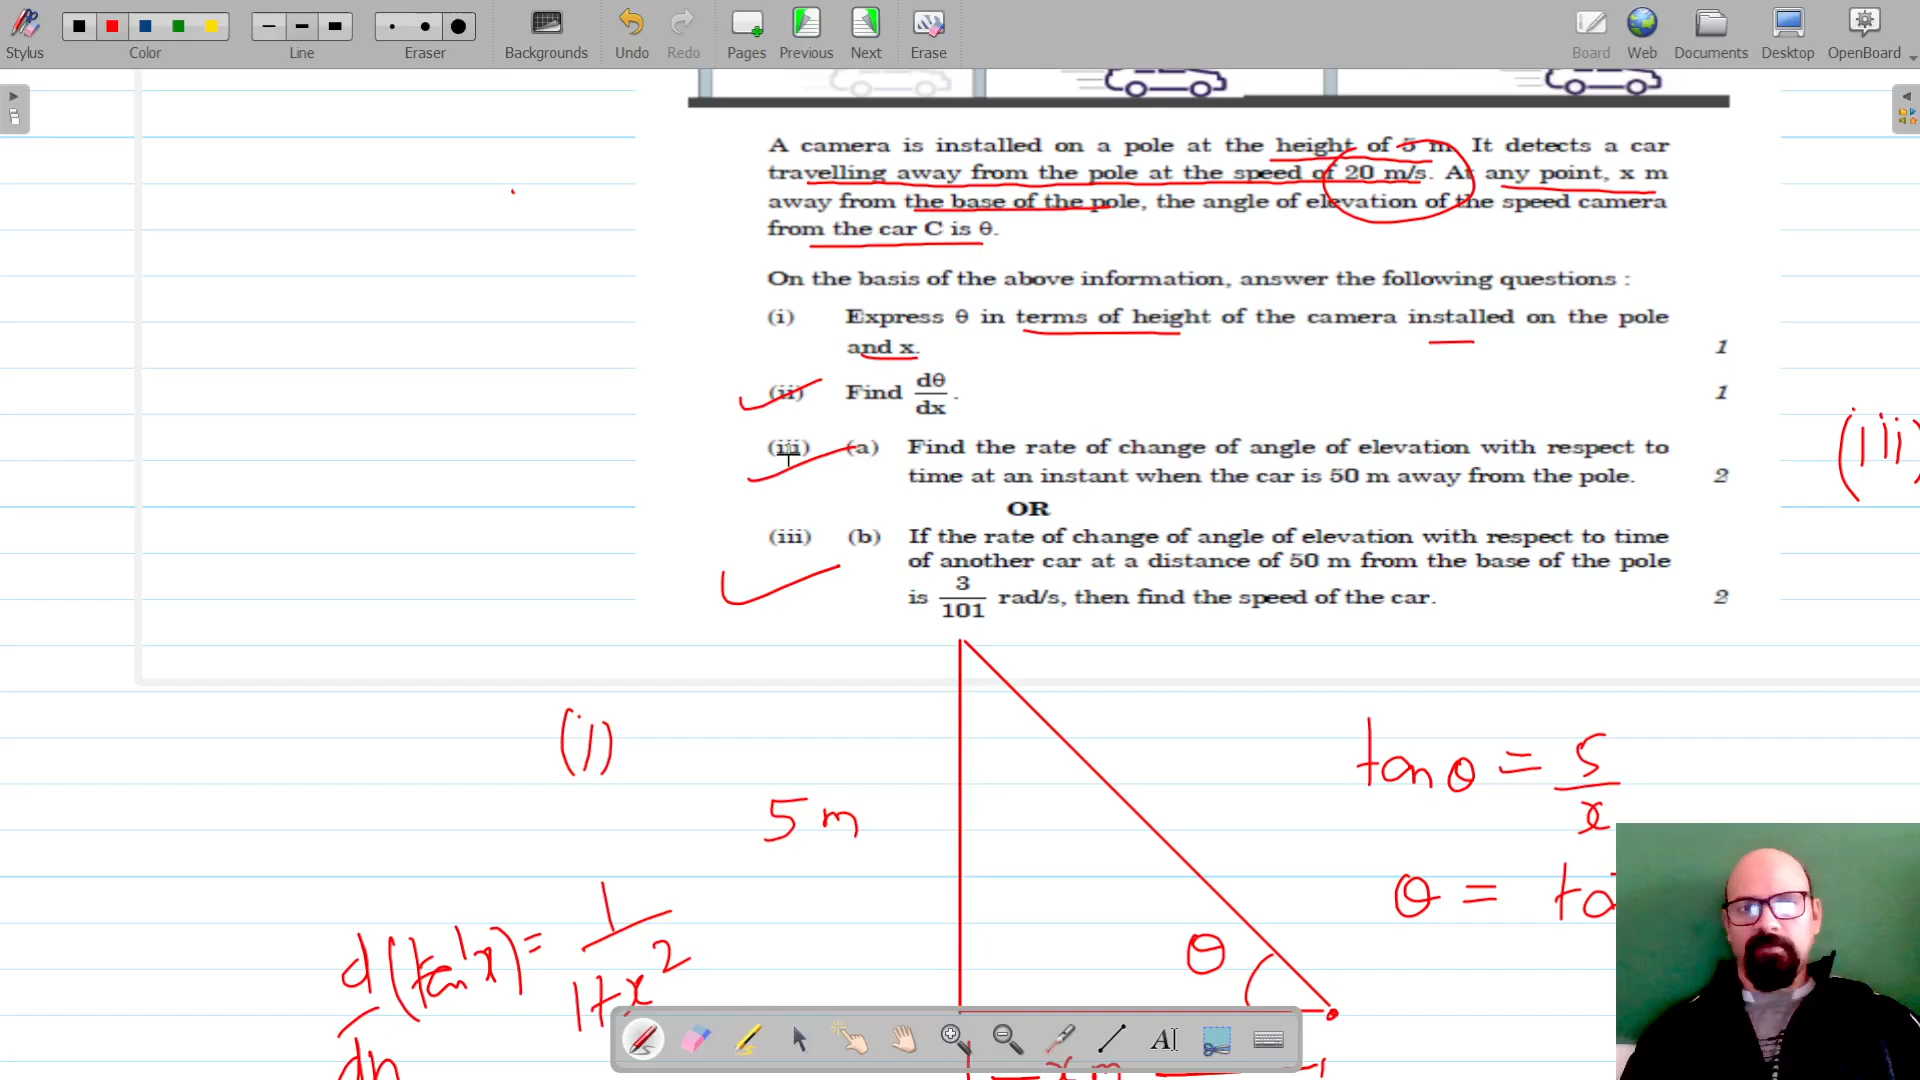 Stylus
Color
Line
Eraser
Backgrounds
Undo
Redo
Pages
Previous
Next
Erase
Board
Web
Documents
Desktop
OpenBoard
A camera is installed on a pole at the height of 5 m. It detects a car
travelling away from the pole at the speed of 20 m/s. At any point, x m
away from the base of the pole, the angle of elevation of the speed camera
from the car C is θ.
On the basis of the above information, answer the following questions :
(i) Express θ in terms of height of the camera installed on the pole
and x. 1
(ii) Find dθ/dx. 1
(iii) (a) Find the rate of change of angle of elevation with respect to
time at an instant when the car is 50 m away from the pole. 2
OR
(iii) (b) If the rate of change of angle of elevation with respect to time
of another car at a distance of 50 m from the base of the pole
is 3/101 rad/s, then find the speed of the car. 2
(iii)
(i)
5 m
tan θ = 5/x
θ =
θ
d/dx (tan⁻¹x) = 1/1+x²
x m